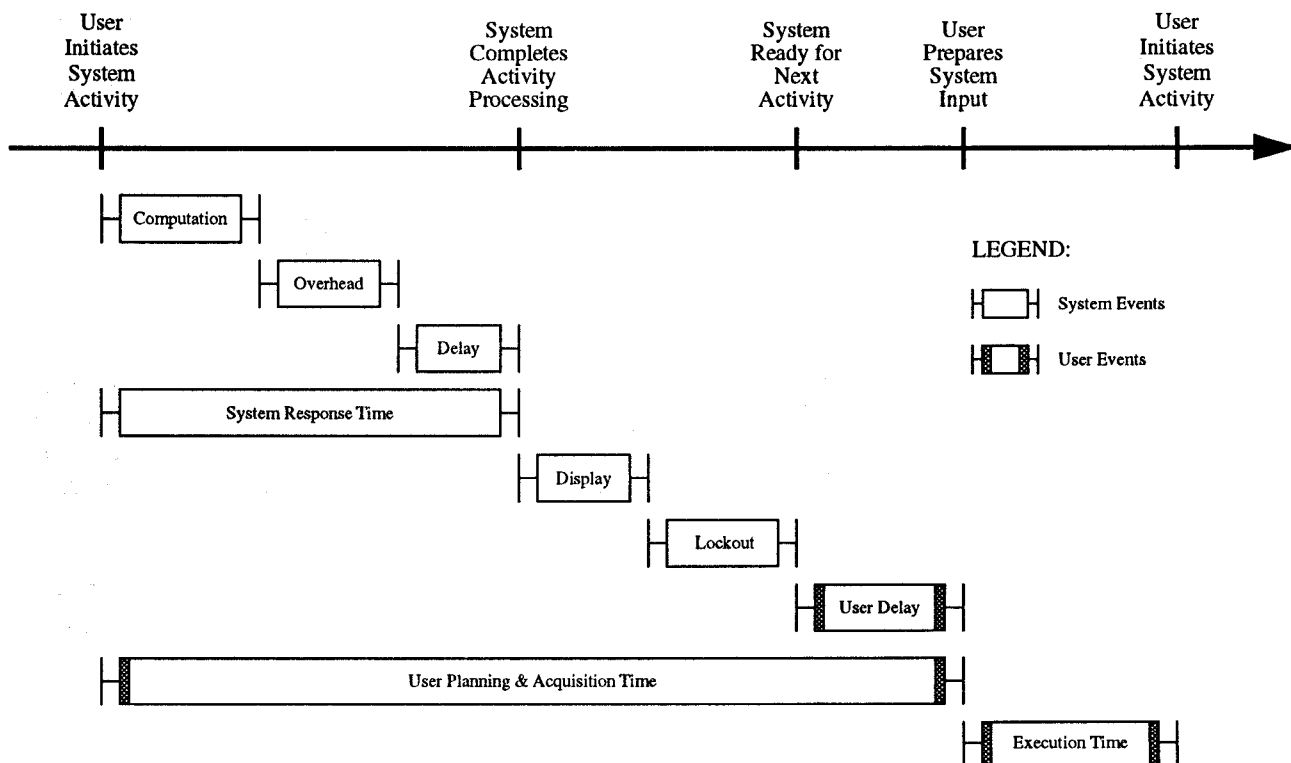 User
Initiates
System
Activity
System
Completes
Activity
Processing
System
Ready for
Next
Activity
User
Prepares
System
Input
User
Initiates
System
Activity
Computation
Overhead
Delay
System Response Time
Display
Lockout
User Delay
User Planning & Acquisition Time
Execution Time
LEGEND:
System Events
User Events